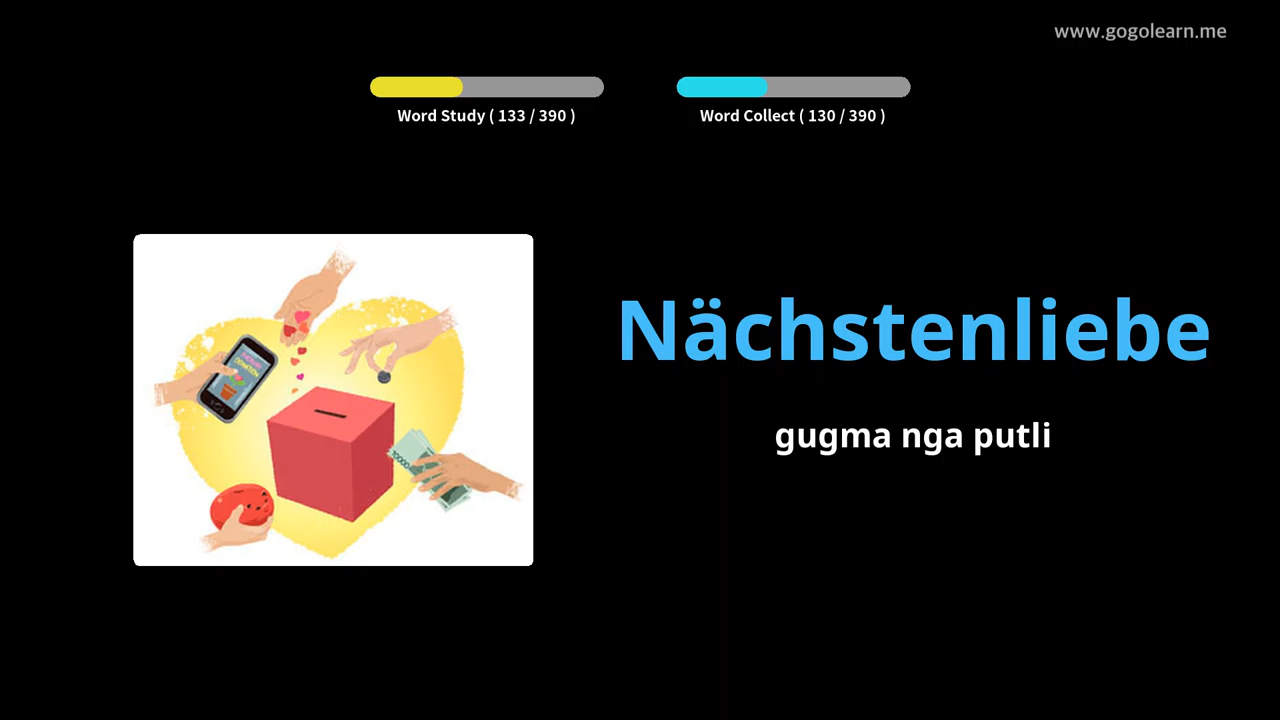 www.gogolearn.me
Word Study ( 133 / 390 )
Word Collect ( 130 / 390 )
Nächstenliebe
gugma nga putli